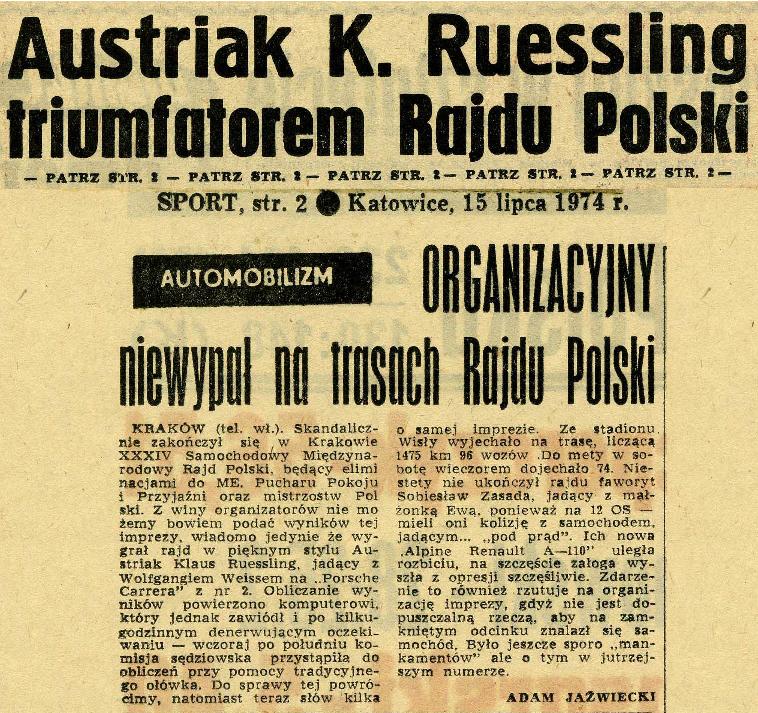 Austriak K. Ruessling
triumfatorem Rajdu Polski
— PATRZ STR. 2 — PATRZ STR. 2 — PATRZ STR. 2 — PATRZ STR. 2 — PATRZ STR. 2 —
SPORT, str. 2 ● Katowice, 15 lipca 1974 r.
AUTOMOBILIZM
ORGANIZACYJNY
niewypał na trasach Rajdu Polski
KRAKÓW (tel. wł.). Skandalicz-
nie zakończył się w Krakowie
XXXIV Samochodowy Międzyna-
rodowy Rajd Polski, będący elimi
nacjami do ME, Pucharu Pokoju
i Przyjaźni oraz mistrzostw Pol
ski. Z winy organizatorów nie mo
żemy bowiem podać wyników tej
imprezy, wiadomo jedynie że wy-
grał rajd w pięknym stylu Au-
striak Klaus Ruessling, jadący z
Wolfgangiem Weissem na „Porsche
Carrera” z nr 2. Obliczanie wy-
ników powierzono komputerowi,
który jednak zawiódł i po kilku-
godzinnym denerwującym oczeki-
waniu — wczoraj po południu ko-
misja sędziowska przystąpiła do
obliczeń przy pomocy tradycyjne-
go ołówka. Do sprawy tej powró-
cimy, natomiast teraz słów kilka
o samej imprezie. Ze stadionu
Wisły wyjechało na trasę, liczącą
1475 km 96 wozów .Do mety w so-
botę wieczorem dojechało 74. Nie-
stety nie ukończył rajdu faworyt
Sobiesław Zasada, jadący z mał-
żonką Ewą, ponieważ na 12 OS —
mieli oni kolizję z samochodem,
jadącym... „pod prąd”. Ich nowa
„Alpine Renault A—110” uległa
rozbiciu, na szczęście załoga wy-
szła z opresji szczęśliwie. Zdarze-
nie to również rzutuje na organi-
zację imprezy, gdyż nie jest do-
puszczalną rzeczą, aby na zam-
kniętym odcinku znalazł się sa-
mochód. Było jeszcze sporo „man-
kamentów” ale o tym w jutrzej-
szym numerze.
ADAM JAŹWIECKI